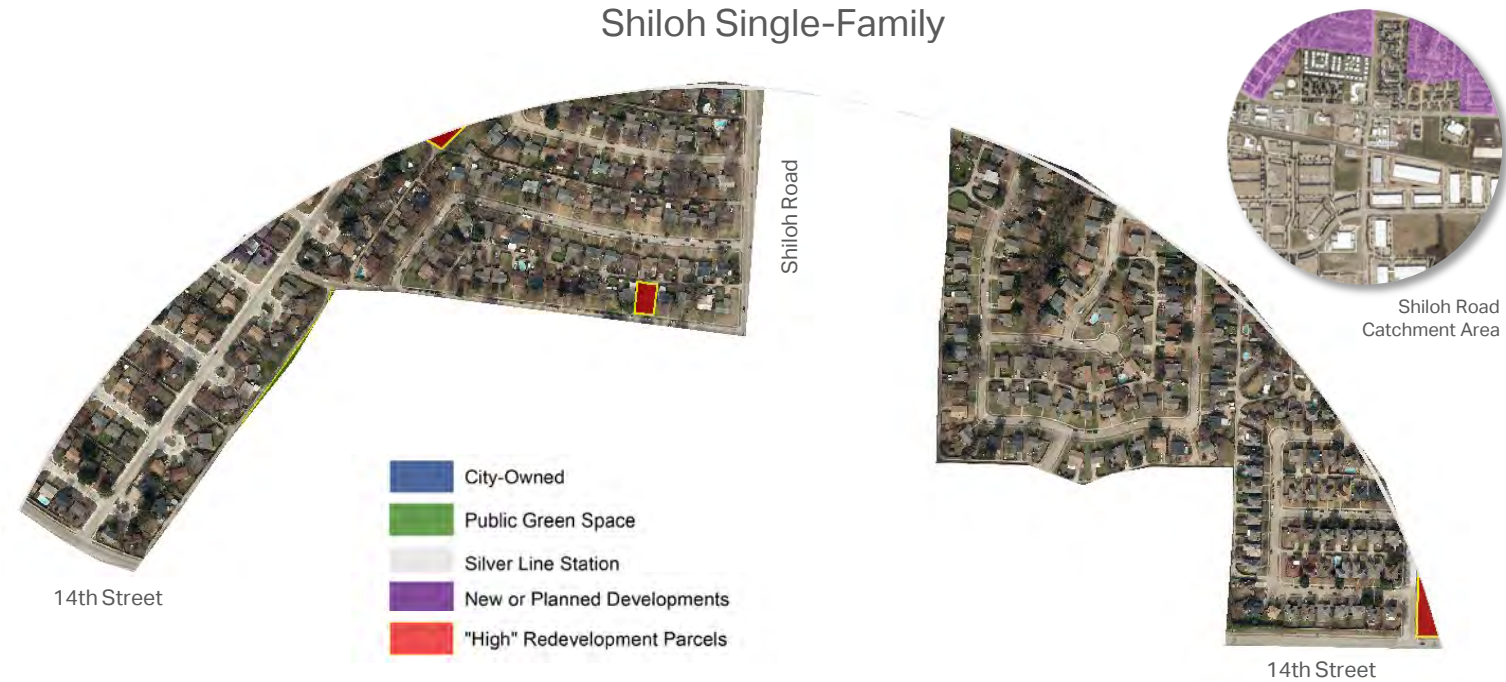 Shiloh Single-Family
Shiloh Road
Shiloh Road
Catchment Area
City-Owned
Public Green Space
Silver Line Station
New or Planned Developments
"High" Redevelopment Parcels
14th Street
14th Street